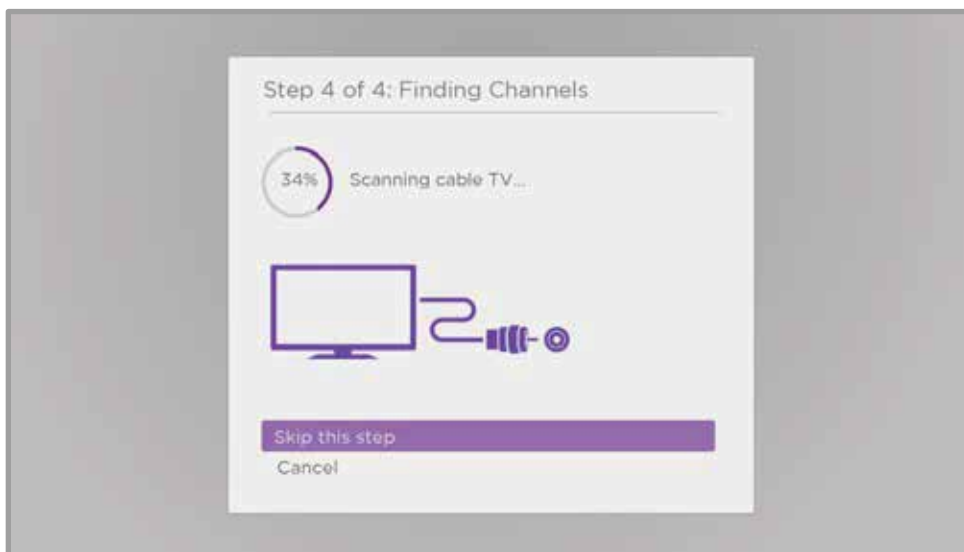 Step 4 of 4: Finding Channels
34% Scanning cable TV...
Skip this step
Cancel